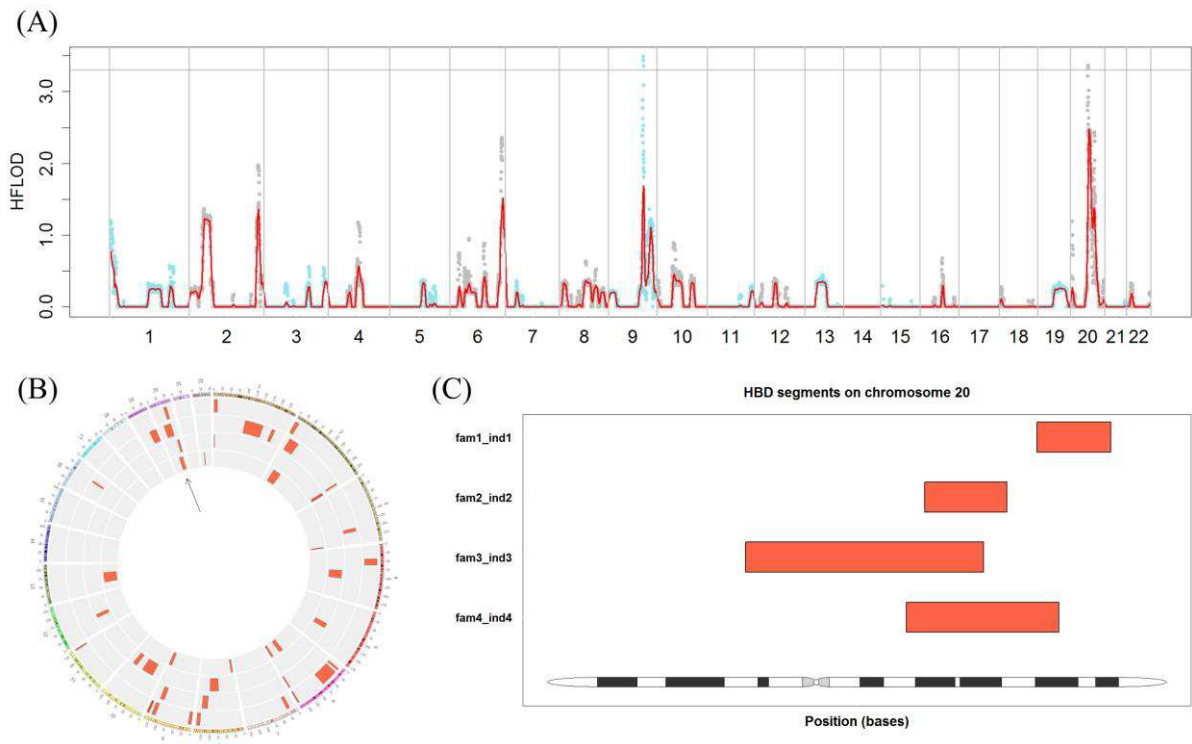 (A)
HFLOD
3.0
2.0
1.0
0.0
1 2 3 4 5 6 7 8 9 10 11 12 13 14 15 16 17 18 19 20 21 22
(B)
(C)
HBD segments on chromosome 20
fam1_ind1
fam2_ind2
fam3_ind3
fam4_ind4
Position (bases)